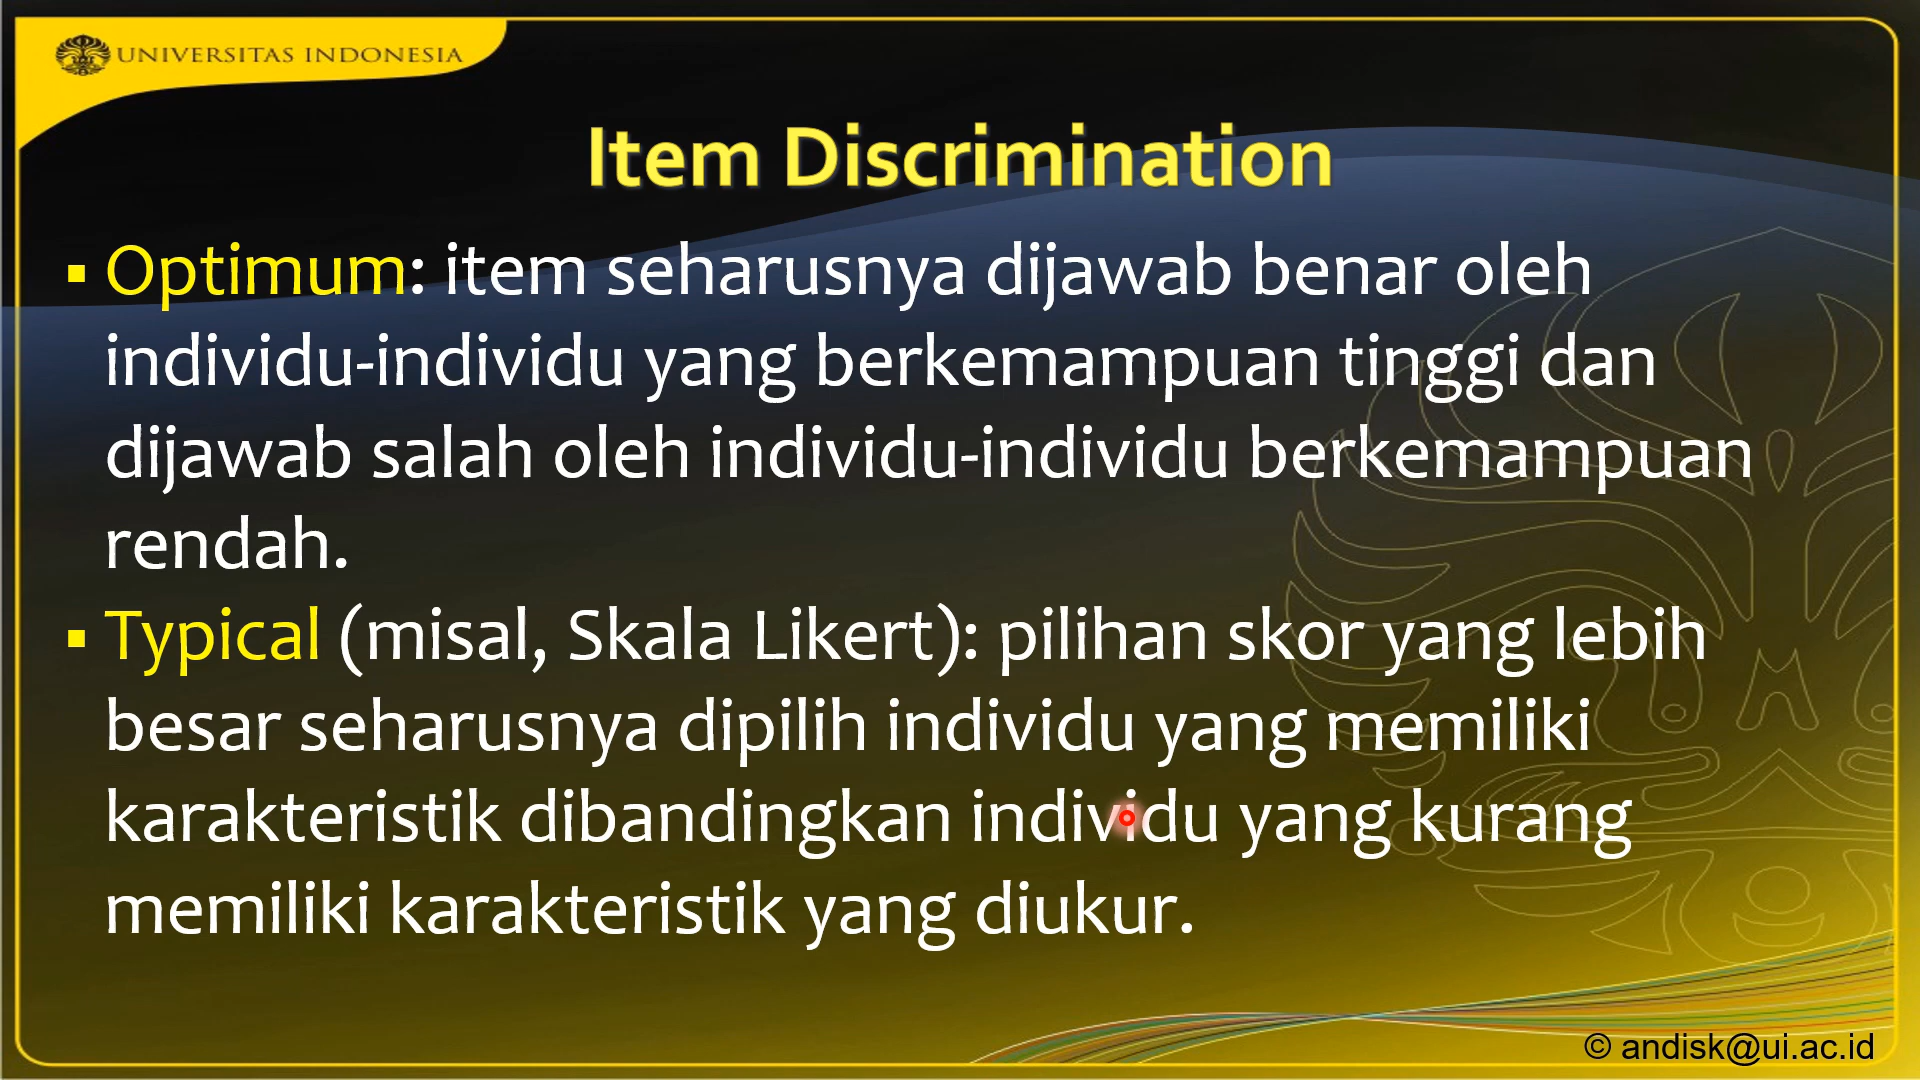 UNIVERSITAS INDONESIA
Item Discrimination
▪ Optimum: item seharusnya dijawab benar oleh
individu-individu yang berkemampuan tinggi dan
dijawab salah oleh individu-individu berkemampuan
rendah.
▪ Typical (misal, Skala Likert): pilihan skor yang lebih
besar seharusnya dipilih individu yang memiliki
karakteristik dibandingkan individu yang kurang
memiliki karakteristik yang diukur.
© andisk@ui.ac.id